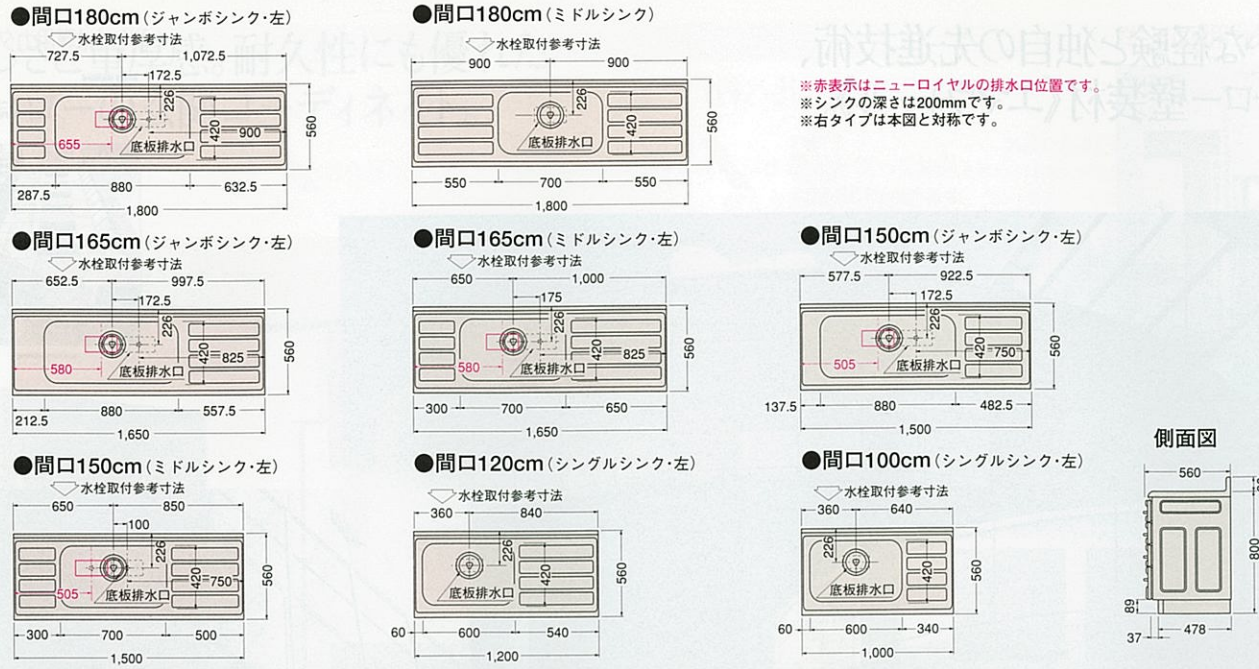 ●間口180cm(ジャンボシンク・左)
水栓取付参考寸法
727.5 1,072.5
172.5
226
420
560
900
655
底板排水口
287.5 880 632.5
1,800
●間口180cm(ミドルシンク)
水栓取付参考寸法
900 900
226
420
560
底板排水口
550 700 550
1,800
※赤表示はニューロイヤルの排水口位置です。
※シンクの深さは200mmです。
※右タイプは本図と対称です。
●間口165cm(ジャンボシンク・左)
水栓取付参考寸法
652.5 997.5
172.5
226
420
560
825
580
底板排水口
212.5 880 557.5
1,650
●間口165cm(ミドルシンク・左)
水栓取付参考寸法
650 1,000
175
226
420
560
825
580
底板排水口
300 700 650
1,650
●間口150cm(ジャンボシンク・左)
水栓取付参考寸法
577.5 922.5
172.5
226
420
560
750
505
底板排水口
137.5 880 482.5
1,500
●間口150cm(ミドルシンク・左)
水栓取付参考寸法
650 850
100
226
420
560
750
505
底板排水口
300 700 500
1,500
●間口120cm(シングルシンク・左)
水栓取付参考寸法
360 840
226
420
560
底板排水口
60 600 540
1,200
●間口100cm(シングルシンク・左)
水栓取付参考寸法
360 640
226
420
560
底板排水口
60 600 340
1,000
側面図
560
800
89
37 478